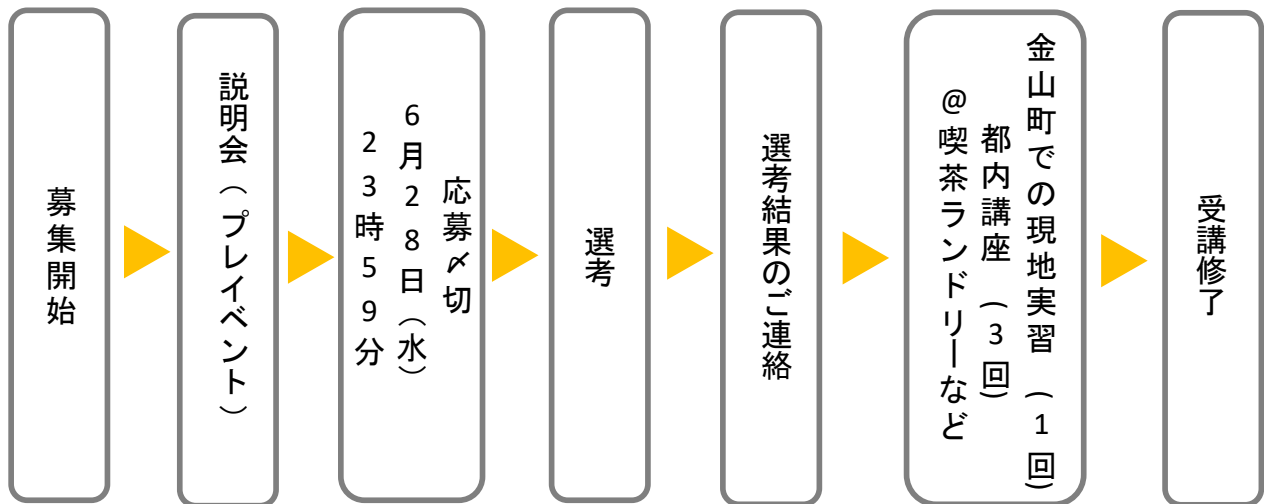 募集開始
説明会（プレイベント）
応募〆切
6月28日（水）
23時59分
選考
選考結果のご連絡
金山町での現地実習　（1回）
都内講座　（3回）
@喫茶ランドリーなど
受講修了